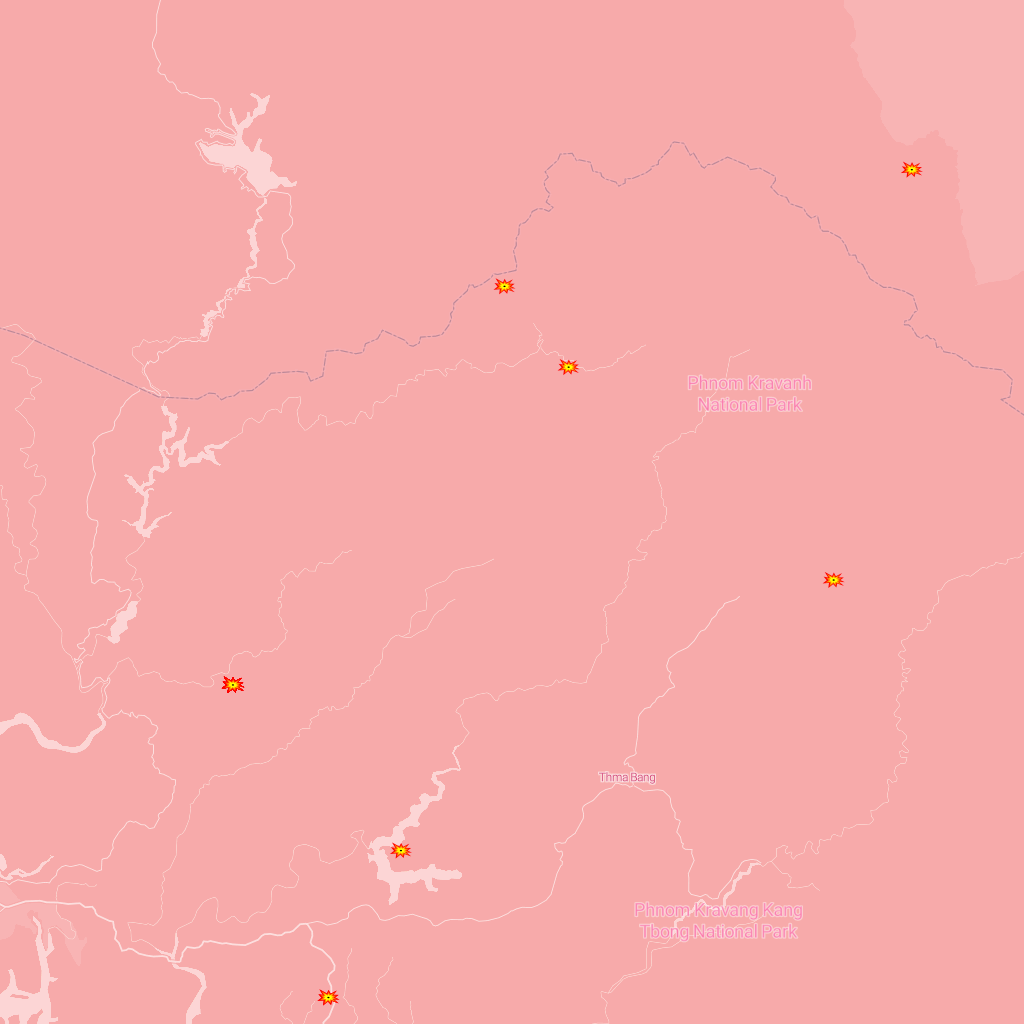 Phnom Kravanh
National Park
Thma Bang
Phnom Kravang Kang
Tbong National Park